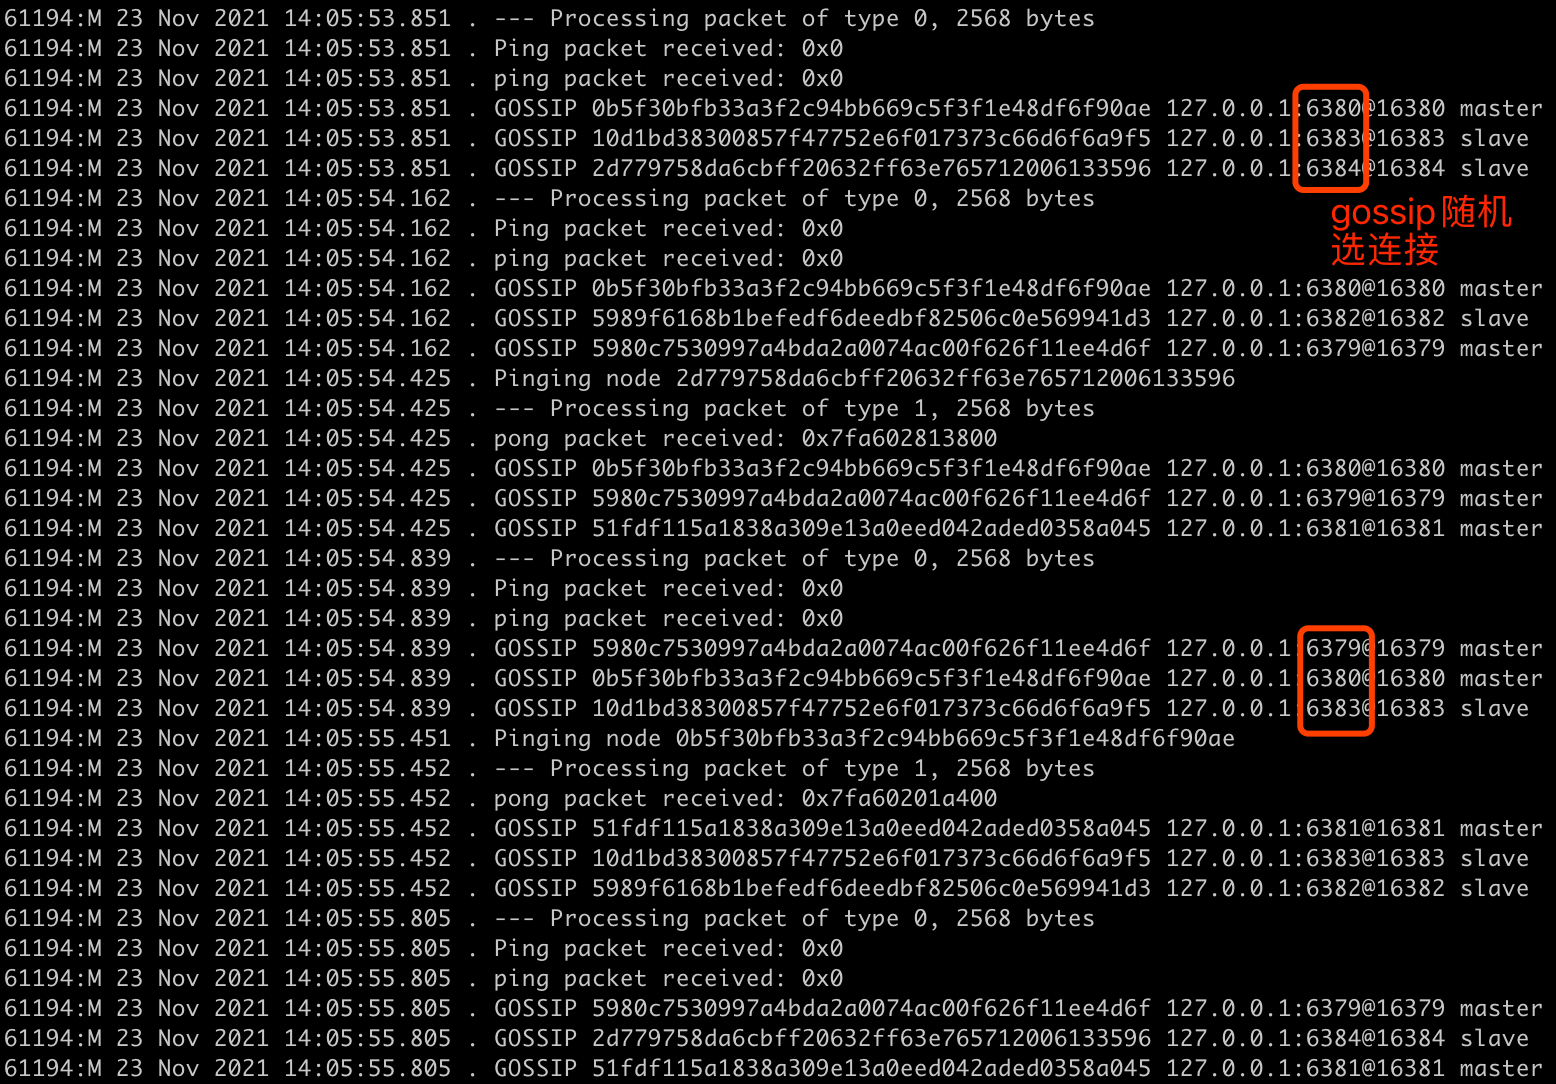 61194:M 23 Nov 2021 14:05:53.851 . --- Processing packet of type 0, 2568 bytes
61194:M 23 Nov 2021 14:05:53.851 . Ping packet received: 0x0
61194:M 23 Nov 2021 14:05:53.851 . ping packet received: 0x0
61194:M 23 Nov 2021 14:05:53.851 . GOSSIP 0b5f30bfb33a3f2c94bb669c5f3f1e48df6f90ae 127.0.0.1:6380@16380 master
61194:M 23 Nov 2021 14:05:53.851 . GOSSIP 10d1bd38300857f47752e6f017373c66d6f6a9f5 127.0.0.1:6383@16383 slave
61194:M 23 Nov 2021 14:05:53.851 . GOSSIP 2d779758da6cbff20632ff63e765712006133596 127.0.0.1:6384@16384 slave
61194:M 23 Nov 2021 14:05:54.162 . --- Processing packet of type 0, 2568 bytes
gossip随机
61194:M 23 Nov 2021 14:05:54.162 . Ping packet received: 0x0
选连接
61194:M 23 Nov 2021 14:05:54.162 . ping packet received: 0x0
61194:M 23 Nov 2021 14:05:54.162 . GOSSIP 0b5f30bfb33a3f2c94bb669c5f3f1e48df6f90ae 127.0.0.1:6380@16380 master
61194:M 23 Nov 2021 14:05:54.162 . GOSSIP 5989f6168b1befedf6deedbf82506c0e569941d3 127.0.0.1:6382@16382 slave
61194:M 23 Nov 2021 14:05:54.162 . GOSSIP 5980c7530997a4bda2a0074ac00f626f11ee4d6f 127.0.0.1:6379@16379 master
61194:M 23 Nov 2021 14:05:54.425 . Pinging node 2d779758da6cbff20632ff63e765712006133596
61194:M 23 Nov 2021 14:05:54.425 . --- Processing packet of type 1, 2568 bytes
61194:M 23 Nov 2021 14:05:54.425 . pong packet received: 0x7fa602813800
61194:M 23 Nov 2021 14:05:54.425 . GOSSIP 0b5f30bfb33a3f2c94bb669c5f3f1e48df6f90ae 127.0.0.1:6380@16380 master
61194:M 23 Nov 2021 14:05:54.425 . GOSSIP 5980c7530997a4bda2a0074ac00f626f11ee4d6f 127.0.0.1:6379@16379 master
61194:M 23 Nov 2021 14:05:54.425 . GOSSIP 51fdf115a1838a309e13a0eed042aded0358a045 127.0.0.1:6381@16381 master
61194:M 23 Nov 2021 14:05:54.839 . --- Processing packet of type 0, 2568 bytes
61194:M 23 Nov 2021 14:05:54.839 . Ping packet received: 0x0
61194:M 23 Nov 2021 14:05:54.839 . ping packet received: 0x0
61194:M 23 Nov 2021 14:05:54.839 . GOSSIP 5980c7530997a4bda2a0074ac00f626f11ee4d6f 127.0.0.1:6379@16379 master
61194:M 23 Nov 2021 14:05:54.839 . GOSSIP 0b5f30bfb33a3f2c94bb669c5f3f1e48df6f90ae 127.0.0.1:6380@16380 master
61194:M 23 Nov 2021 14:05:54.839 . GOSSIP 10d1bd38300857f47752e6f017373c66d6f6a9f5 127.0.0.1:6383@16383 slave
61194:M 23 Nov 2021 14:05:55.451 . Pinging node 0b5f30bfb33a3f2c94bb669c5f3f1e48df6f90ae
61194:M 23 Nov 2021 14:05:55.452 . --- Processing packet of type 1, 2568 bytes
61194:M 23 Nov 2021 14:05:55.452 . pong packet received: 0x7fa60201a400
61194:M 23 Nov 2021 14:05:55.452 . GOSSIP 51fdf115a1838a309e13a0eed042aded0358a045 127.0.0.1:6381@16381 master
61194:M 23 Nov 2021 14:05:55.452 . GOSSIP 10d1bd38300857f47752e6f017373c66d6f6a9f5 127.0.0.1:6383@16383 slave
61194:M 23 Nov 2021 14:05:55.452 . GOSSIP 5989f6168b1befedf6deedbf82506c0e569941d3 127.0.0.1:6382@16382 slave
61194:M 23 Nov 2021 14:05:55.805 . --- Processing packet of type 0, 2568 bytes
61194:M 23 Nov 2021 14:05:55.805 . Ping packet received: 0x0
61194:M 23 Nov 2021 14:05:55.805 . ping packet received: 0x0
61194:M 23 Nov 2021 14:05:55.805 . GOSSIP 5980c7530997a4bda2a0074ac00f626f11ee4d6f 127.0.0.1:6379@16379 master
61194:M 23 Nov 2021 14:05:55.805 . GOSSIP 2d779758da6cbff20632ff63e765712006133596 127.0.0.1:6384@16384 slave
61194:M 23 Nov 2021 14:05:55.805 . GOSSIP 51fdf115a1838a309e13a0eed042aded0358a045 127.0.0.1:6381@16381 master